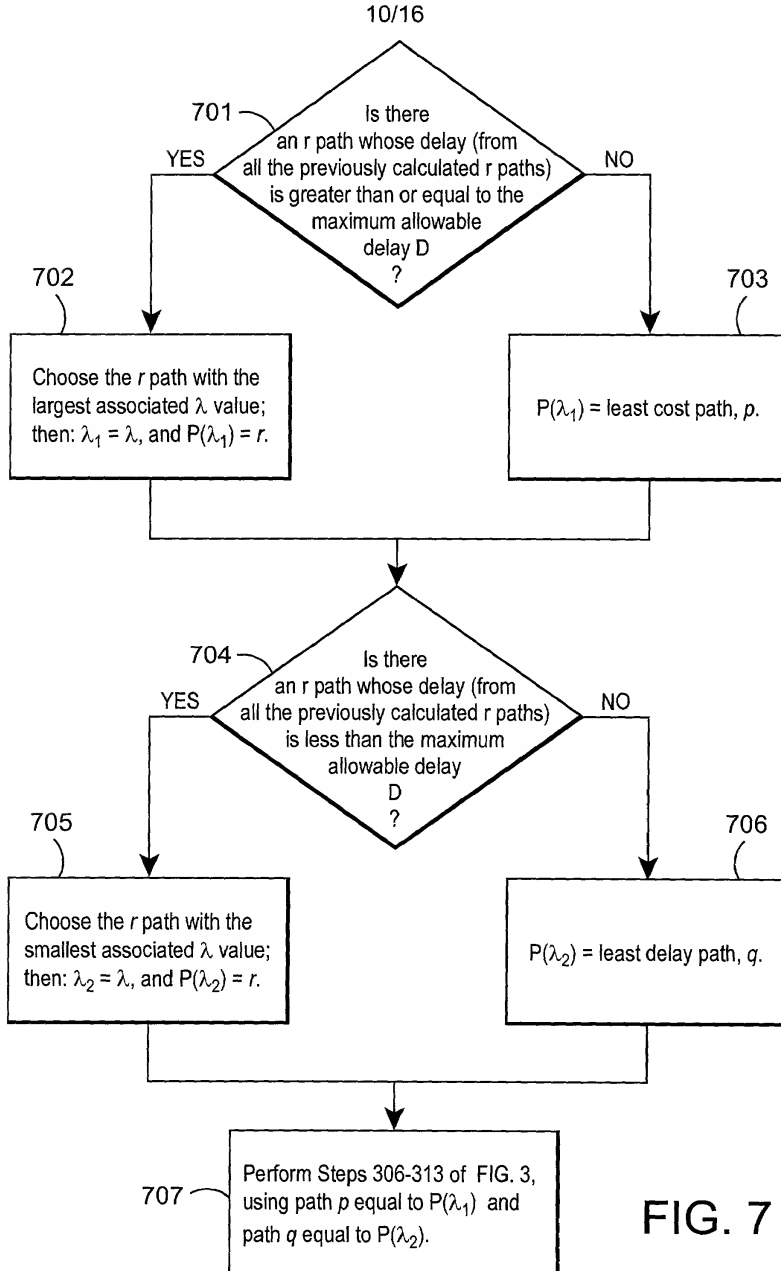 10/16
701
Is there
an r path whose delay (from
all the previously calculated r paths)
is greater than or equal to the
maximum allowable
delay D
?
YES
NO
702
Choose the r path with the
largest associated λ value;
then: λ₁ = λ, and P(λ₁) = r.
703
P(λ₁) = least cost path, p.
704
Is there
an r path whose delay (from
all the previously calculated r paths)
is less than the maximum
allowable delay
D
?
YES
NO
705
Choose the r path with the
smallest associated λ value;
then: λ₂ = λ, and P(λ₂) = r.
706
P(λ₂) = least delay path, q.
707
Perform Steps 306-313 of FIG. 3,
using path p equal to P(λ₁) and
path q equal to P(λ₂).
FIG. 7